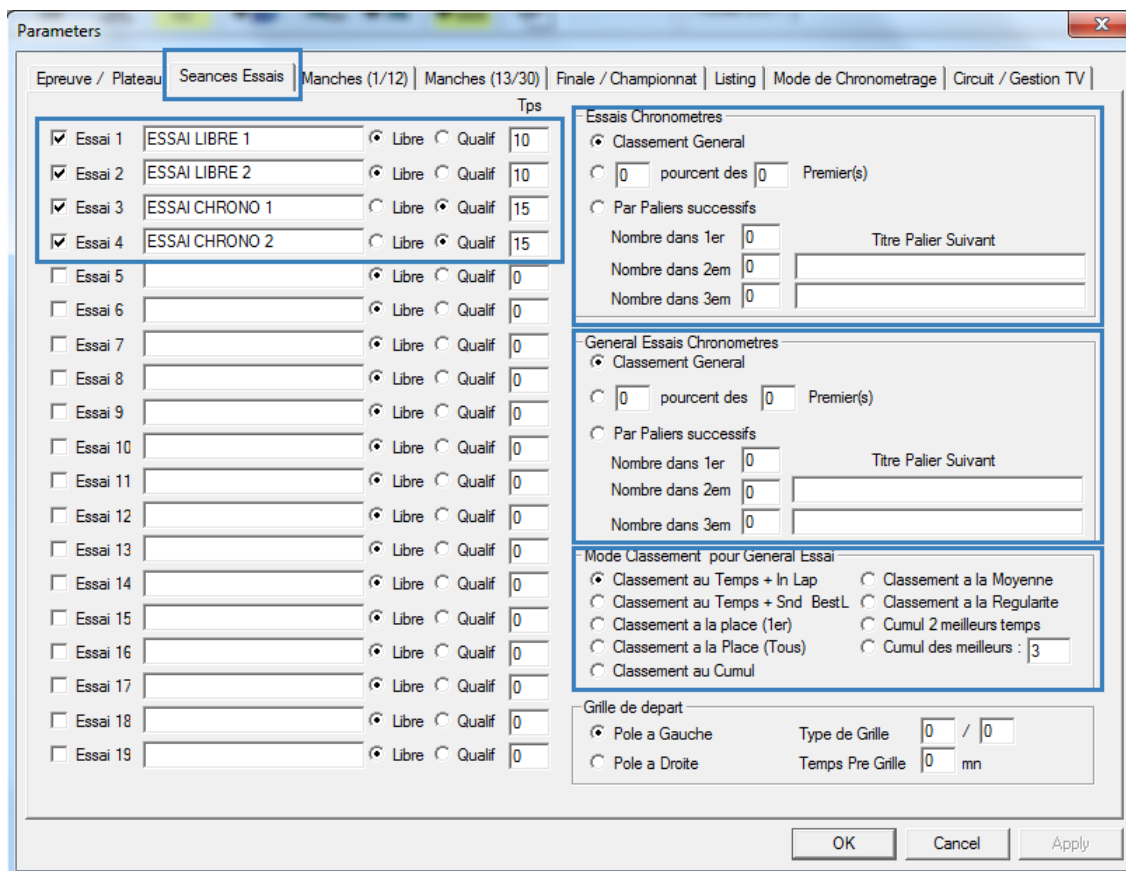 Parameters
Epreuve / Plateau Seances Essais Manches (1/12) Manches (13/30) Finale / Championnat Listing Mode de Chronometrage Circuit / Gestion TV
Tps
Essai 1 ESSAI LIBRE 1 Libre Qualif 10
Essai 2 ESSAI LIBRE 2 Libre Qualif 10
Essai 3 ESSAI CHRONO 1 Libre Qualif 15
Essai 4 ESSAI CHRONO 2 Libre Qualif 15
Essai 5 Libre Qualif 0
Essai 6 Libre Qualif 0
Essai 7 Libre Qualif 0
Essai 8 Libre Qualif 0
Essai 9 Libre Qualif 0
Essai 10 Libre Qualif 0
Essai 11 Libre Qualif 0
Essai 12 Libre Qualif 0
Essai 13 Libre Qualif 0
Essai 14 Libre Qualif 0
Essai 15 Libre Qualif 0
Essai 16 Libre Qualif 0
Essai 17 Libre Qualif 0
Essai 18 Libre Qualif 0
Essai 19 Libre Qualif 0
Essais Chronometres
Classement General
0 pourcent des 0 Premier(s)
Par Paliers successifs
Nombre dans 1er 0 Titre Palier Suivant
Nombre dans 2em 0
Nombre dans 3em 0
General Essais Chronometres
Classement General
0 pourcent des 0 Premier(s)
Par Paliers successifs
Nombre dans 1er 0 Titre Palier Suivant
Nombre dans 2em 0
Nombre dans 3em 0
Mode Classement pour General Essai
Classement au Temps + In Lap Classement a la Moyenne
Classement au Temps + Snd BestL Classement a la Regularite
Classement a la place (1er) Cumul 2 meilleurs temps
Classement a la Place (Tous) Cumul des meilleurs : 3
Classement au Cumul
Grille de depart
Pole a Gauche Type de Grille 0 / 0
Pole a Droite Temps Pre Grille 0 mn
OK Cancel Apply